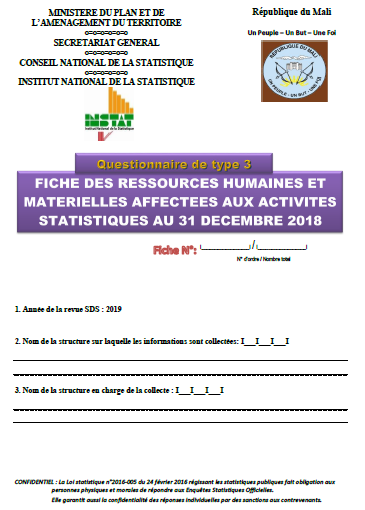 MINISTERE DU PLAN ET DE
L'AMENAGEMENT DU TERRITOIRE
SECRETARIAT GENERAL
CONSEIL NATIONAL DE LA STATISTIQUE
INSTITUT NATIONAL DE LA STATISTIQUE
INSTAT
Institut National de la Statistique
République du Mali
Un Peuple – Un But – Une Foi
REPUBLIQUE DU MALI
UN PEUPLE - UN BUT - UNE FOI
Questionnaire de type 3
FICHE DES RESSOURCES HUMAINES ET
MATERIELLES AFFECTEES AUX ACTIVITES
STATISTIQUES AU 31 DECEMBRE 2018
Fiche N°: I__________I/I__________I
N° d'ordre / Nombre total
1. Année de la revue SDS : 2019
2. Nom de la structure sur laquelle les informations sont collectées: I___I___I___I
3. Nom de la structure en charge de la collecte : I___I___I___I
CONFIDENTIEL : La Loi statistique n°2016-005 du 24 février 2016 régissant les statistiques publiques fait obligation aux
personnes physiques et morales de répondre aux Enquêtes Statistiques Officielles.
Elle garantit aussi la confidentialité des réponses individuelles par des sanctions aux contrevenants.